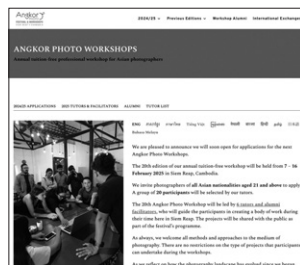 Angkor
2024/25 Previous Editions Workshop Alumni International Exchanges
ANGKOR PHOTO WORKSHOPS
Annual tuition-free professional workshop for Asian photographers
2024/25 APPLICATIONS 2025 TUTORS & FACILITATORS ALUMNI TUTOR LIST
ENG
Bahasa Melayu
We are pleased to announce we will soon open for applications for the next
Angkor Photo Workshops.
The 20th edition of our annual tuition-free workshop will be held from 7 – 16
February 2025 in Siem Reap, Cambodia.
We invite photographers of all Asian nationalities aged 21 and above to apply.
A group of 20 participants will be selected by our tutors.
The 20th Angkor Photo Workshop will be led by 6 tutors and alumni
facilitators, who will guide the participants in creating a body of work during
their time here in Siem Reap. The projects will be shared with the public as
part of the festival's programme.
As always, we welcome all methods and approaches to the medium of
photography. There are no restrictions on the type of projects that participants
can undertake during the workshops.